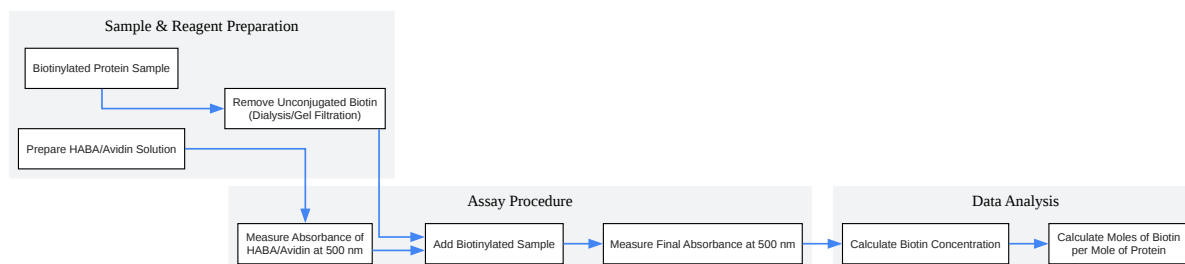 Sample & Reagent Preparation
Biotinylated Protein Sample
Remove Unconjugated Biotin
(Dialysis/Gel Filtration)
Prepare HABA/Avidin Solution
Assay Procedure
Measure Absorbance of
HABA/Avidin at 500 nm
Add Biotinylated Sample
Measure Final Absorbance at 500 nm
Data Analysis
Calculate Biotin Concentration
Calculate Moles of Biotin
per Mole of Protein